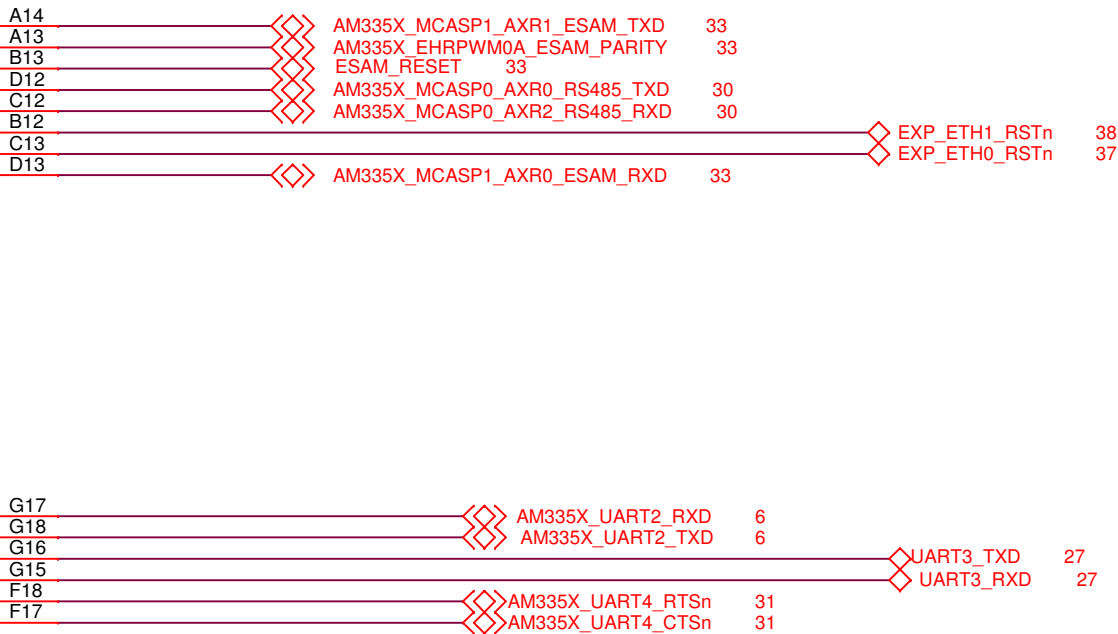 A14 AM335X_MCASP1_AXR1_ESAM_TXD 33
A13 AM335X_EHRPWM0A_ESAM_PARITY 33
B13 ESAM_RESET 33
D12 AM335X_MCASP0_AXR0_RS485_TXD 30
C12 AM335X_MCASP0_AXR2_RS485_RXD 30
B12 EXP_ETH1_RSTn 38
C13 EXP_ETH0_RSTn 37
D13 AM335X_MCASP1_AXR0_ESAM_RXD 33
G17 AM335X_UART2_RXD 6
G18 AM335X_UART2_TXD 6
G16 UART3_TXD 27
G15 UART3_RXD 27
F18 AM335X_UART4_RTSn 31
F17 AM335X_UART4_CTSn 31